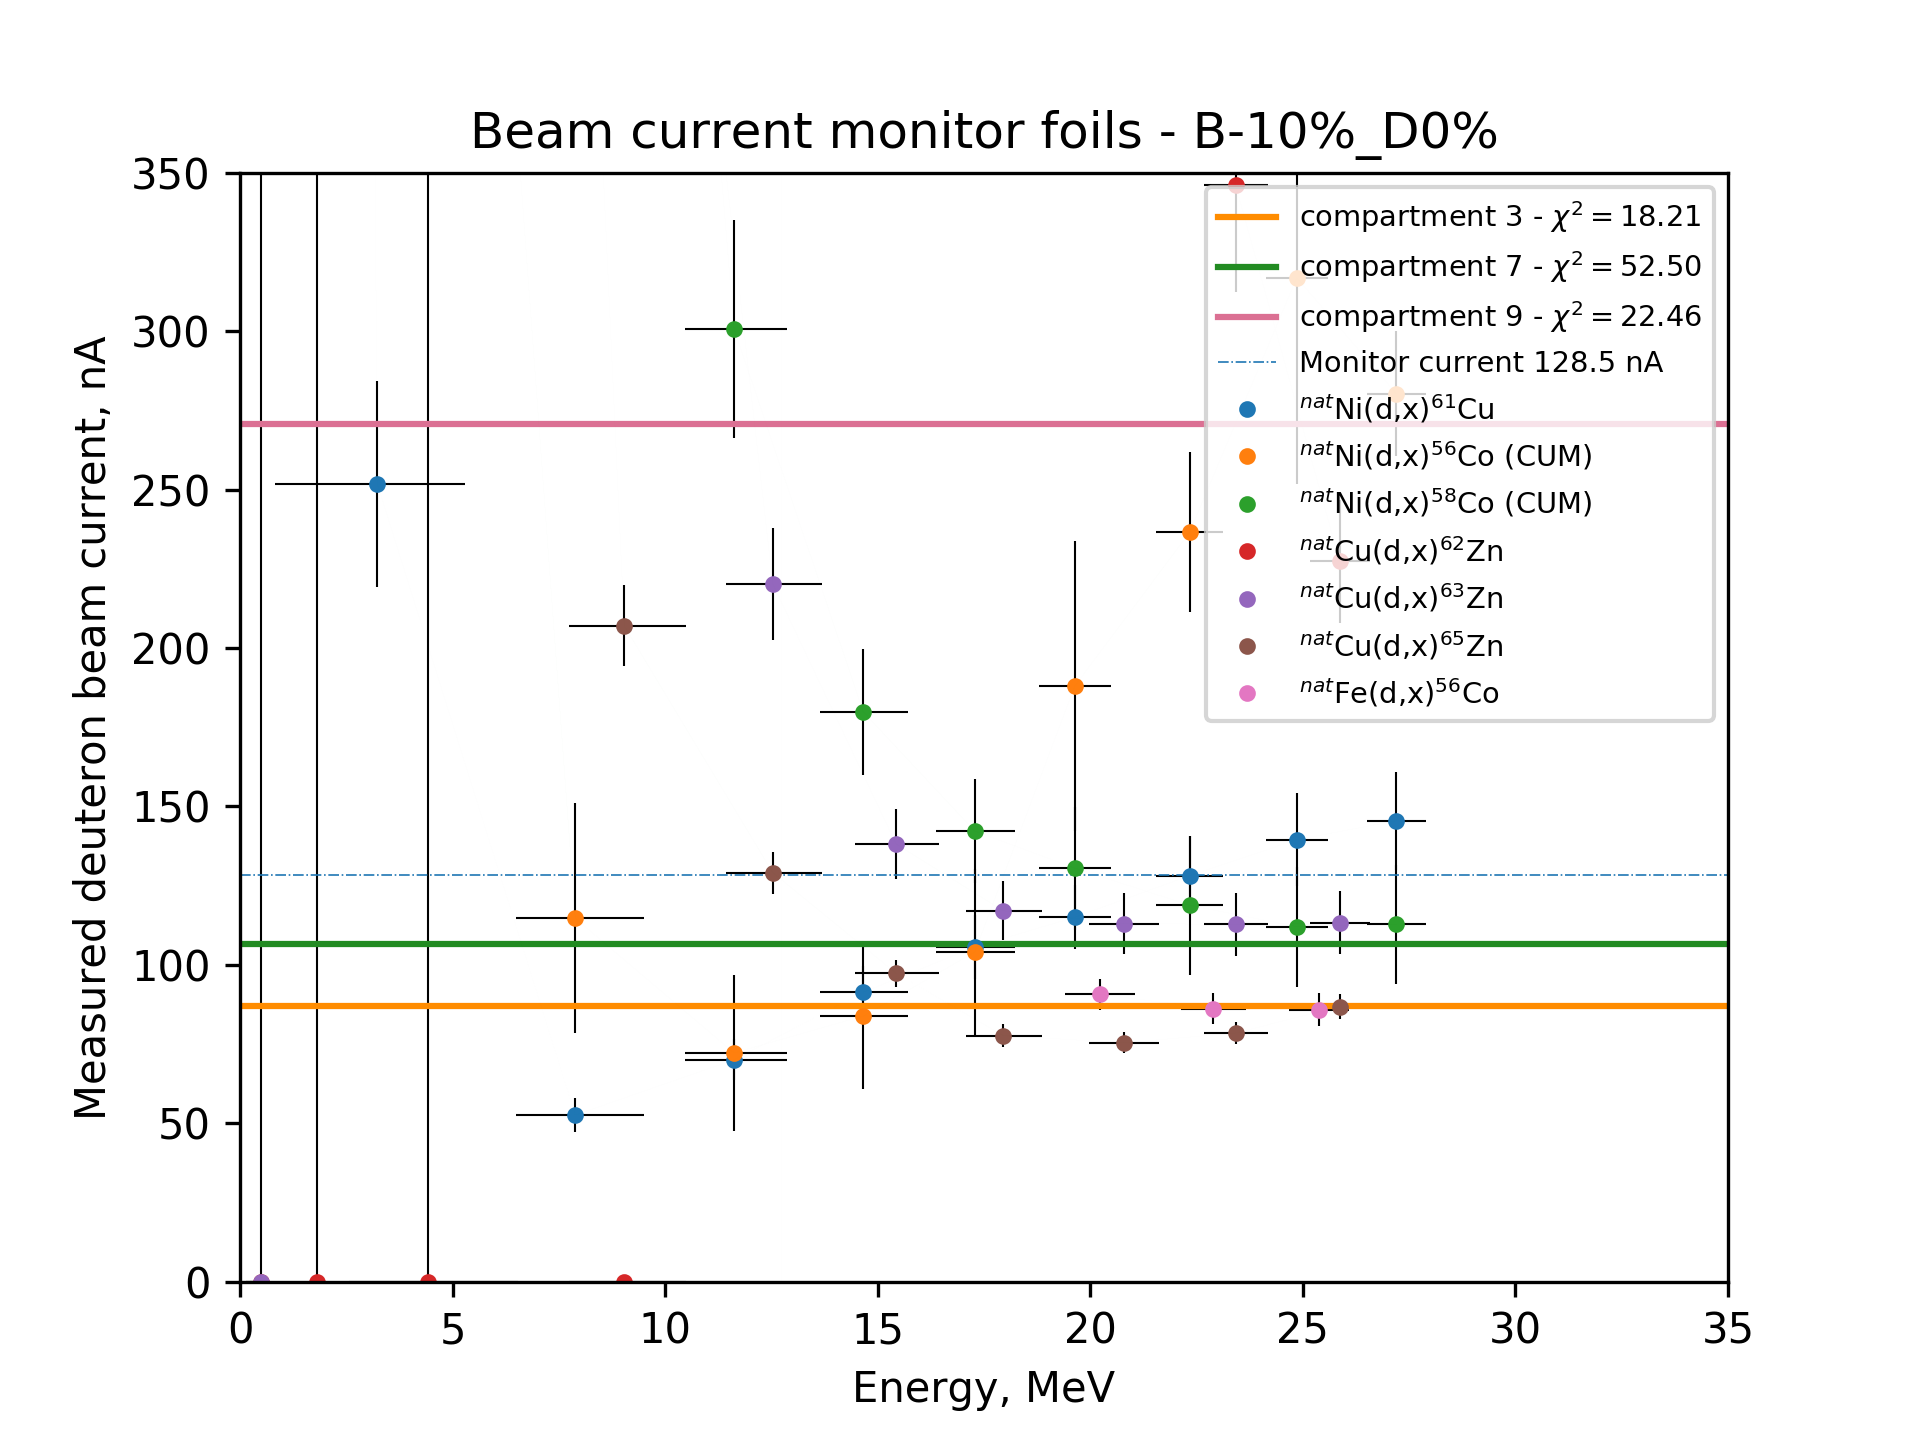 Beam current monitor foils - B-10%_D0%
Measured deuteron beam current, nA
350
300
250
200
150
100
50
0
compartment 3 - χ² = 18.21
compartment 7 - χ² = 52.50
compartment 9 - χ² = 22.46
Monitor current 128.5 nA
ⁿᵃᵗNi(d,x)⁶¹Cu
ⁿᵃᵗNi(d,x)⁵⁶Co (CUM)
ⁿᵃᵗNi(d,x)⁵⁸Co (CUM)
ⁿᵃᵗCu(d,x)⁶²Zn
ⁿᵃᵗCu(d,x)⁶³Zn
ⁿᵃᵗCu(d,x)⁶⁵Zn
ⁿᵃᵗFe(d,x)⁵⁶Co
0 5 10 15 20 25 30 35
Energy, MeV